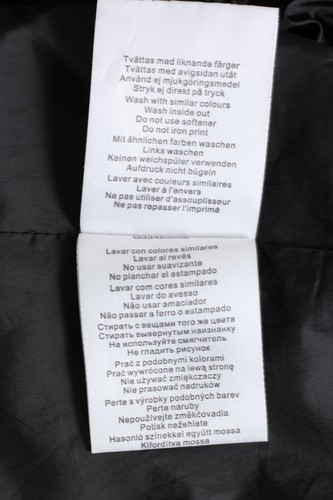 Tvättas med liknande färger
Tvättas med avigsidan utåt
Använd ej mjukgöringsmedel
Stryk ej direkt på tryck
Wash with similar colours
Wash inside out
Do not use softener
Do not iron print
Mit ähnlichen farben waschen
Links waschen
Keinen weichspüler verwenden
Aufdruck nicht bügeln
Laver avec couleurs similaires
Laver à l'envers
Ne pas utiliser d'assouplisseur
Ne pas repasser l'imprimé
Lavar con colores similares
Lavar al revés
No usar suavizante
No planchar el estampado
Lavar com cores similares
Lavar do avesso
Não usar amaciador
Não passar a ferro o estampado
Стирать с вещами того же цвета
Стирать вывернутым наизнанку
Не используйте смягчитель
Не гладить рисунок
Prać z podobnymi kolorami
Prać wywrócone na lewą stronę
Nie używać zmiękczaczy
Nie prasować nadruków
Perte s výrobky podobných barev
Perte naruby
Nepoužívejte změkčovadla
Potisk nežehlete
Hasonló színekkel együtt mossa
Kifordítva mossa